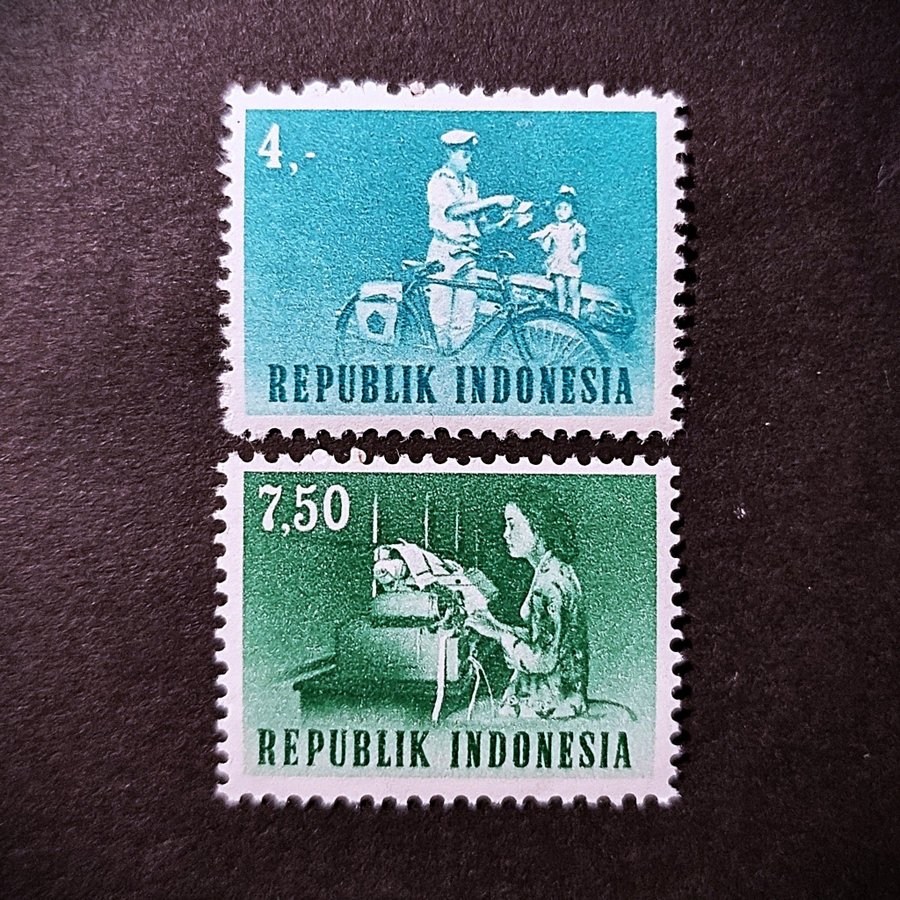 4,-
REPUBLIK INDONESIA
7,50
REPUBLIK INDONESIA